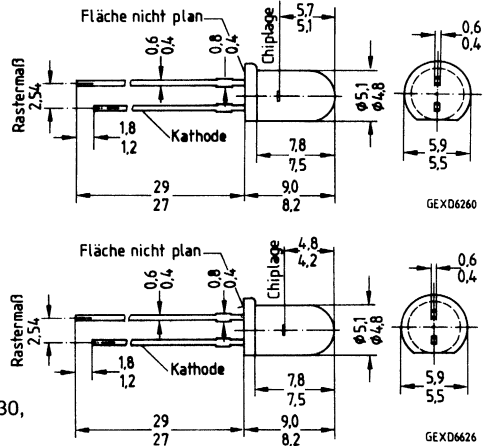 Fläche nicht plan
5,7
5,1
Chiplage
0,6
0,4
0,8
0,4
0,6
0,4
Rastermaß
2,54
1,8
1,2
Kathode
ø5,1
ø4,8
7,8
7,5
5,9
5,5
29
27
9,0
8,2
GEXD6260
Fläche nicht plan
4,8
4,2
Chiplage
0,6
0,4
0,8
0,4
0,6
0,4
Rastermaß
2,54
1,8
1,2
Kathode
ø5,1
ø4,8
7,8
7,5
5,9
5,5
30,
29
27
9,0
8,2
GEXD6626